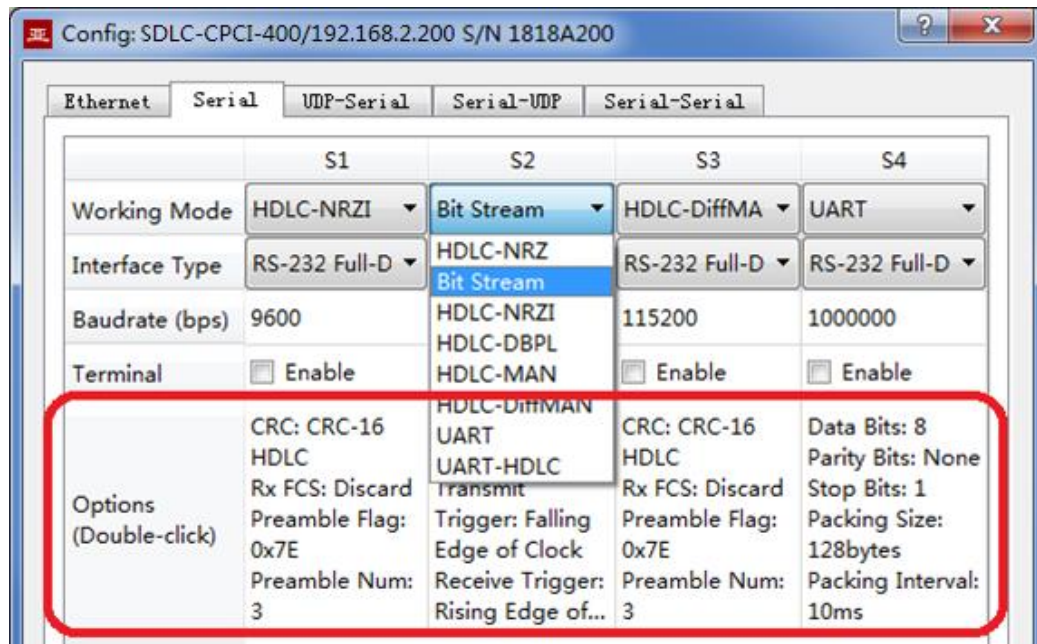 亚 Config: SDLC-CPCI-400/192.168.2.200 S/N 1818A200 ?
Ethernet Serial UDP-Serial Serial-UDP Serial-Serial
S1 S2 S3 S4
Working Mode HDLC-NRZI Bit Stream HDLC-DiffMA UART
Interface Type RS-232 Full-D RS-232 Full-D RS-232 Full-D
Baudrate (bps) 9600 115200 1000000
Terminal Enable Enable Enable
HDLC-NRZ
Bit Stream
HDLC-NRZI
HDLC-DBPL
HDLC-MAN
HDLC-DiffMAN
UART
UART-HDLC
Options
(Double-click)
CRC: CRC-16
HDLC
Rx FCS: Discard
Preamble Flag:
0x7E
Preamble Num:
3
Transmit
Trigger: Falling
Edge of Clock
Receive Trigger:
Rising Edge of...
CRC: CRC-16
HDLC
Rx FCS: Discard
Preamble Flag:
0x7E
Preamble Num:
3
Data Bits: 8
Parity Bits: None
Stop Bits: 1
Packing Size:
128bytes
Packing Interval:
10ms